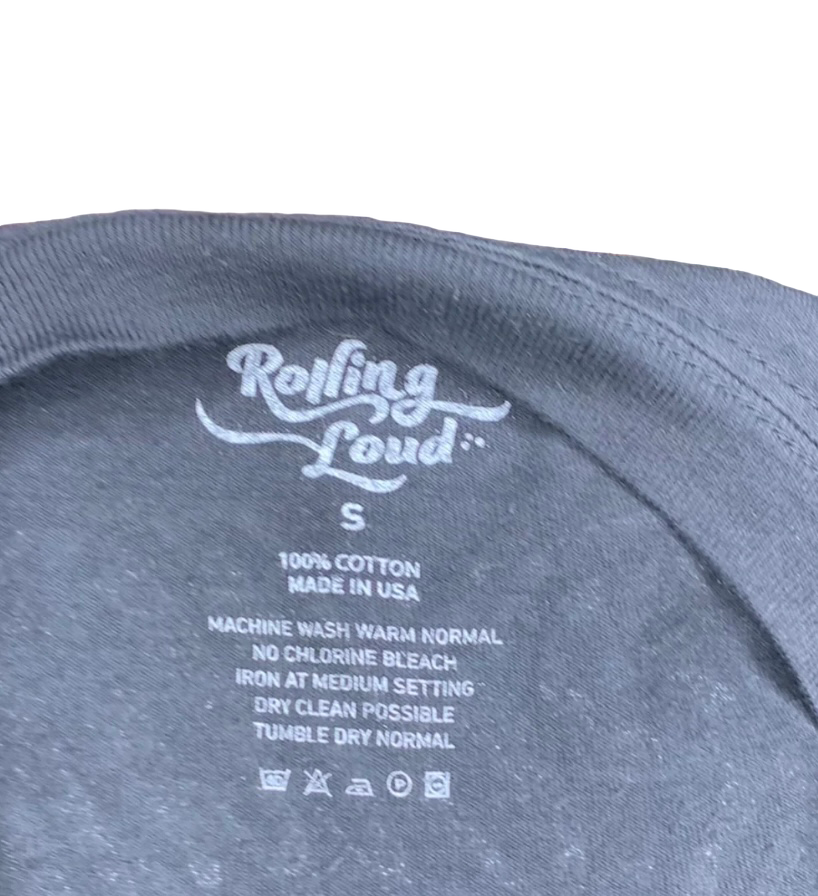 Rolling
Loud
S
100% COTTON
MADE IN USA
MACHINE WASH WARM NORMAL
NO CHLORINE BLEACH
IRON AT MEDIUM SETTING
DRY CLEAN POSSIBLE
TUMBLE DRY NORMAL
P